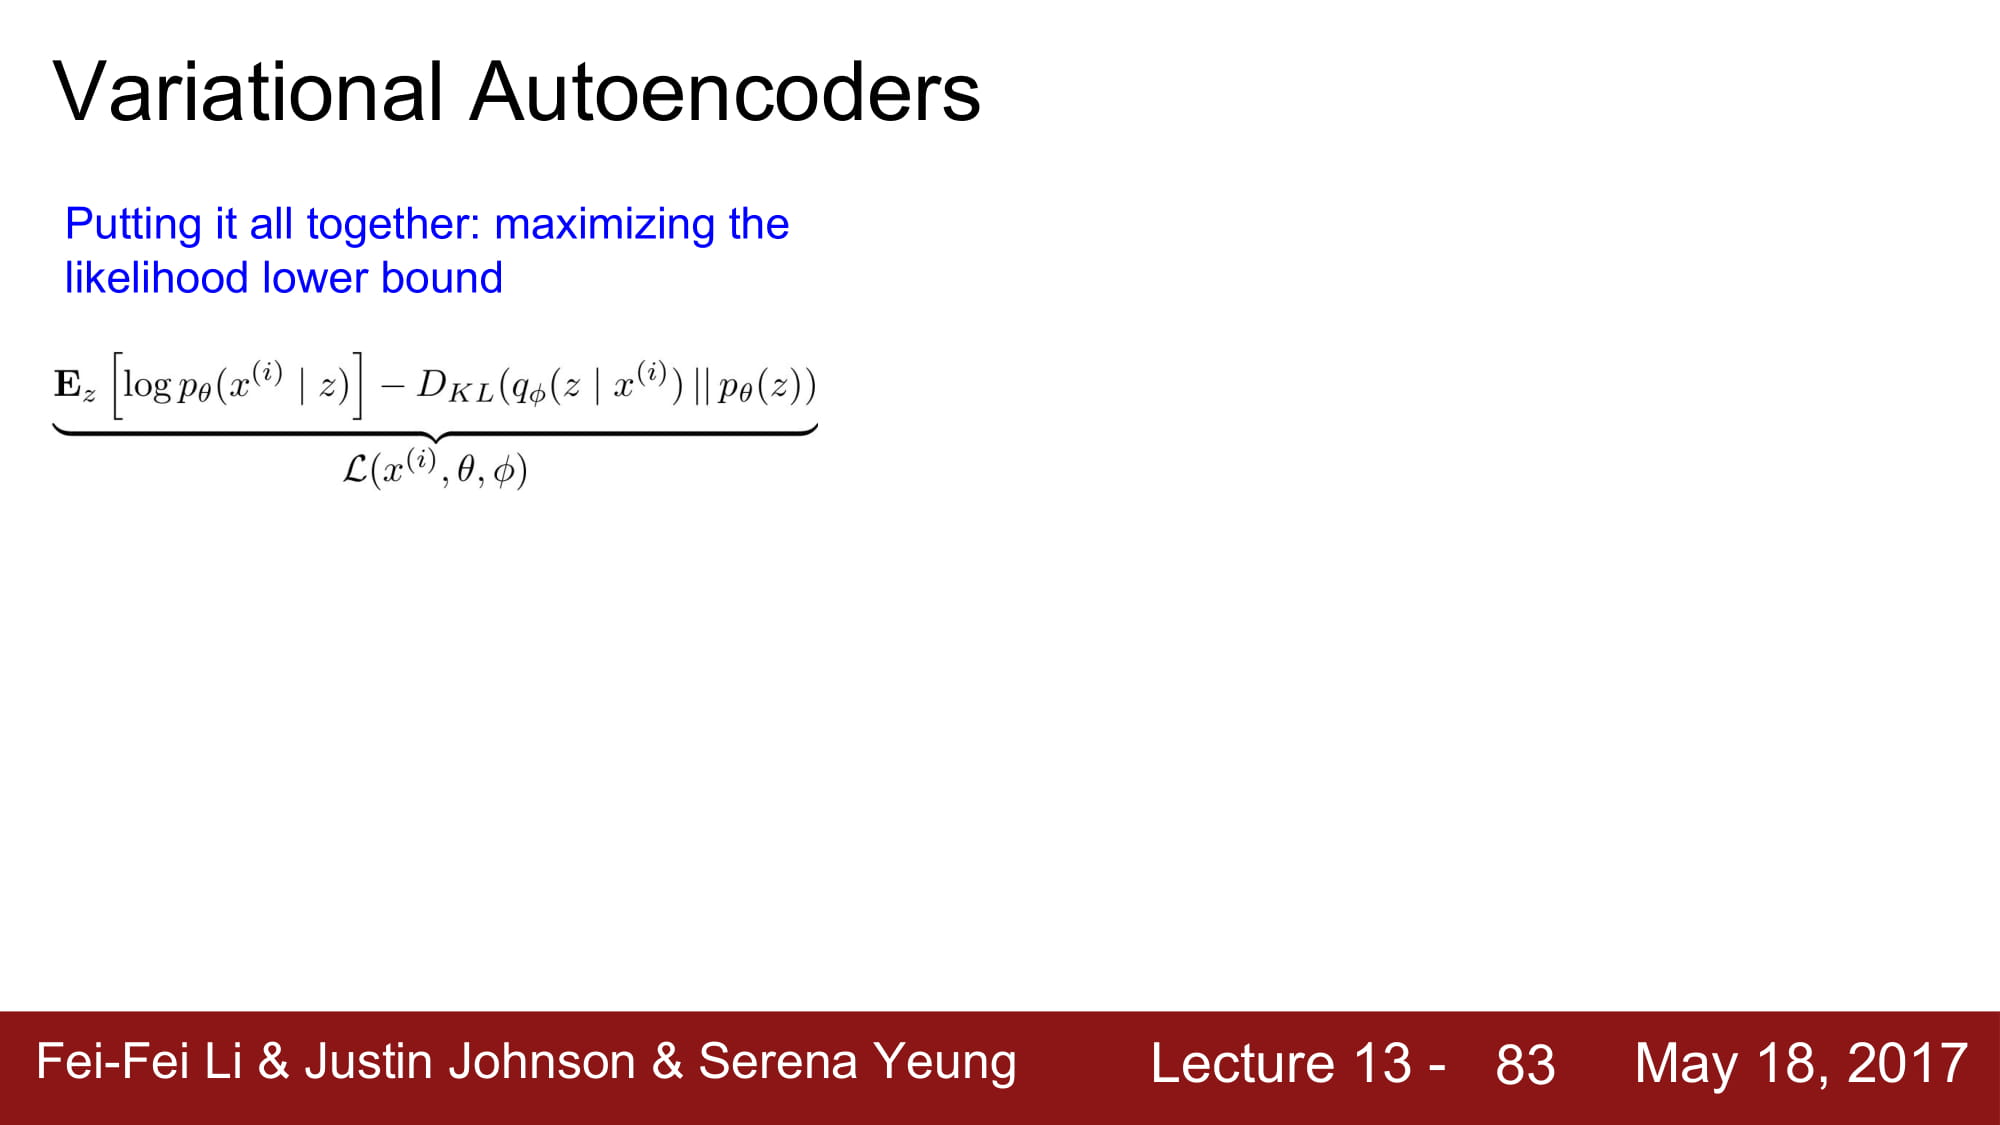 Variational Autoencoders
Putting it all together: maximizing the
likelihood lower bound
$\underbrace{\mathbf{E}_z \left[ \log p_\theta(x^{(i)} \mid z) \right] - D_{KL}(q_\phi(z \mid x^{(i)}) \,||\, p_\theta(z))}$
$\mathcal{L}(x^{(i)}, \theta, \phi)$
Fei-Fei Li & Justin Johnson & Serena Yeung Lecture 13 - 83 May 18, 2017